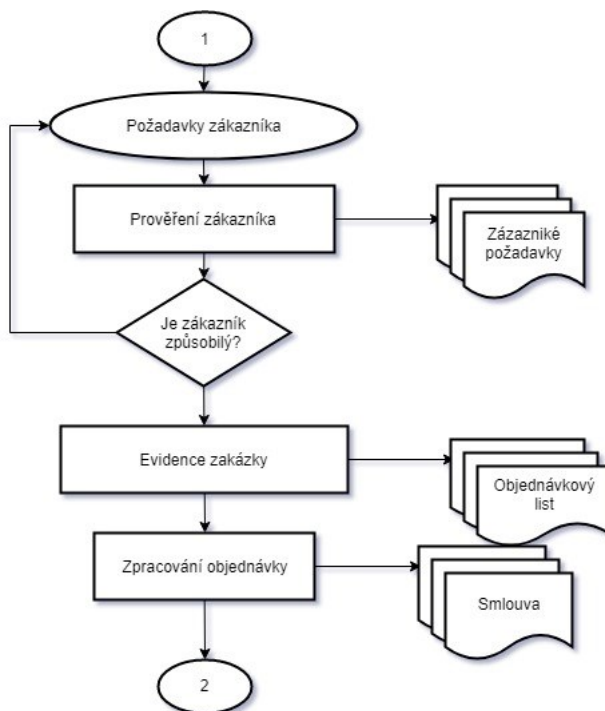 1
Požadavky zákazníka
Prověření zákazníka
Zázazniké
požadavky
Je zákazník
způsobilý?
Evidence zakázky
Objednávkový
list
Zpracování objednávky
Smlouva
2